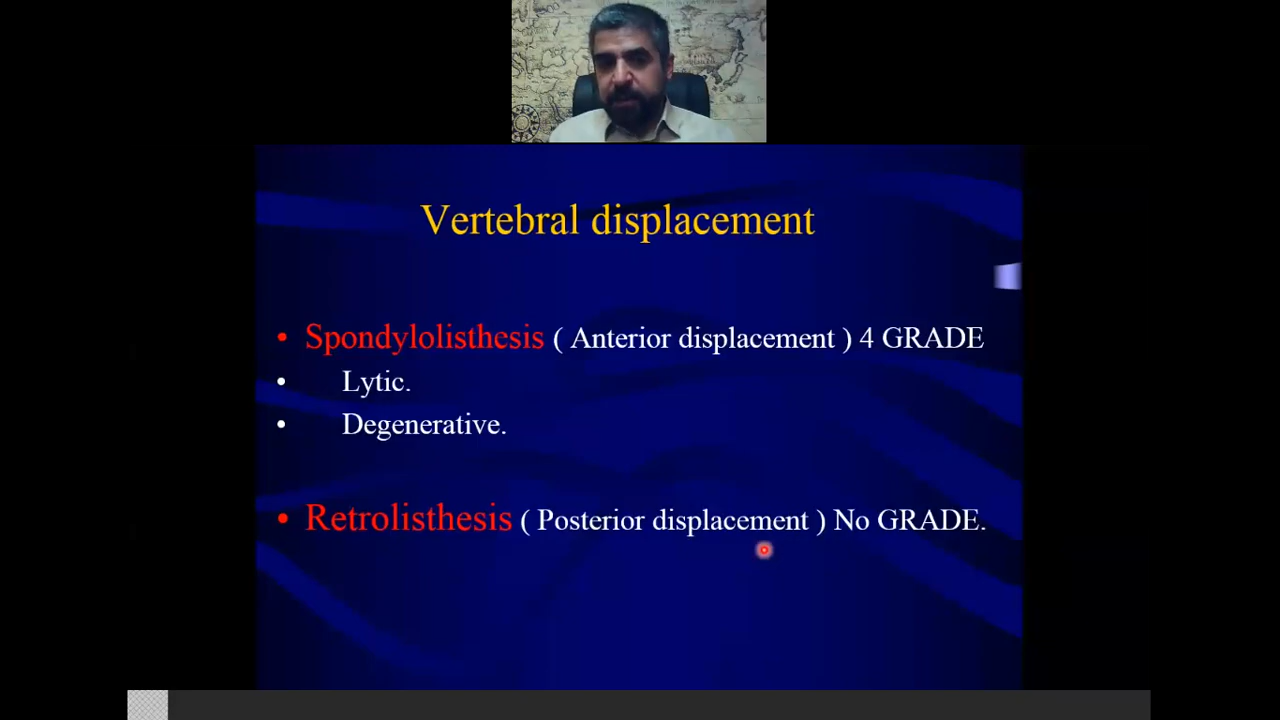 Vertebral displacement
• Spondylolisthesis ( Anterior displacement ) 4 GRADE
• Lytic.
• Degenerative.
• Retrolisthesis ( Posterior displacement ) No GRADE.